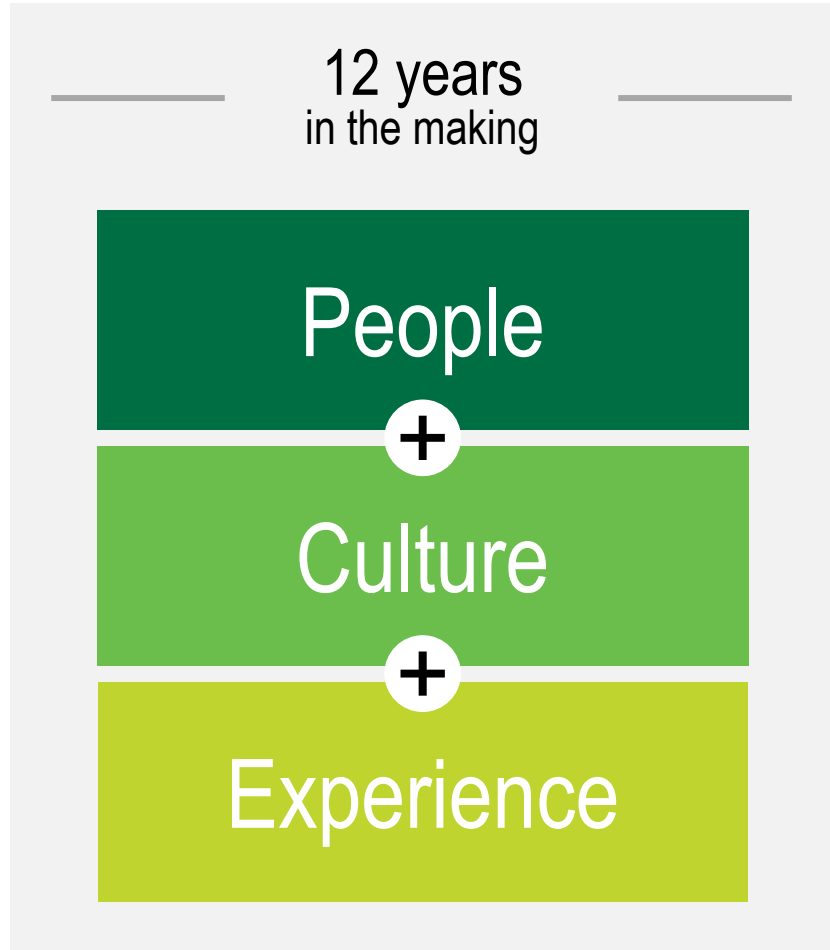 12 years
in the making
People
+
Culture
+
Experience